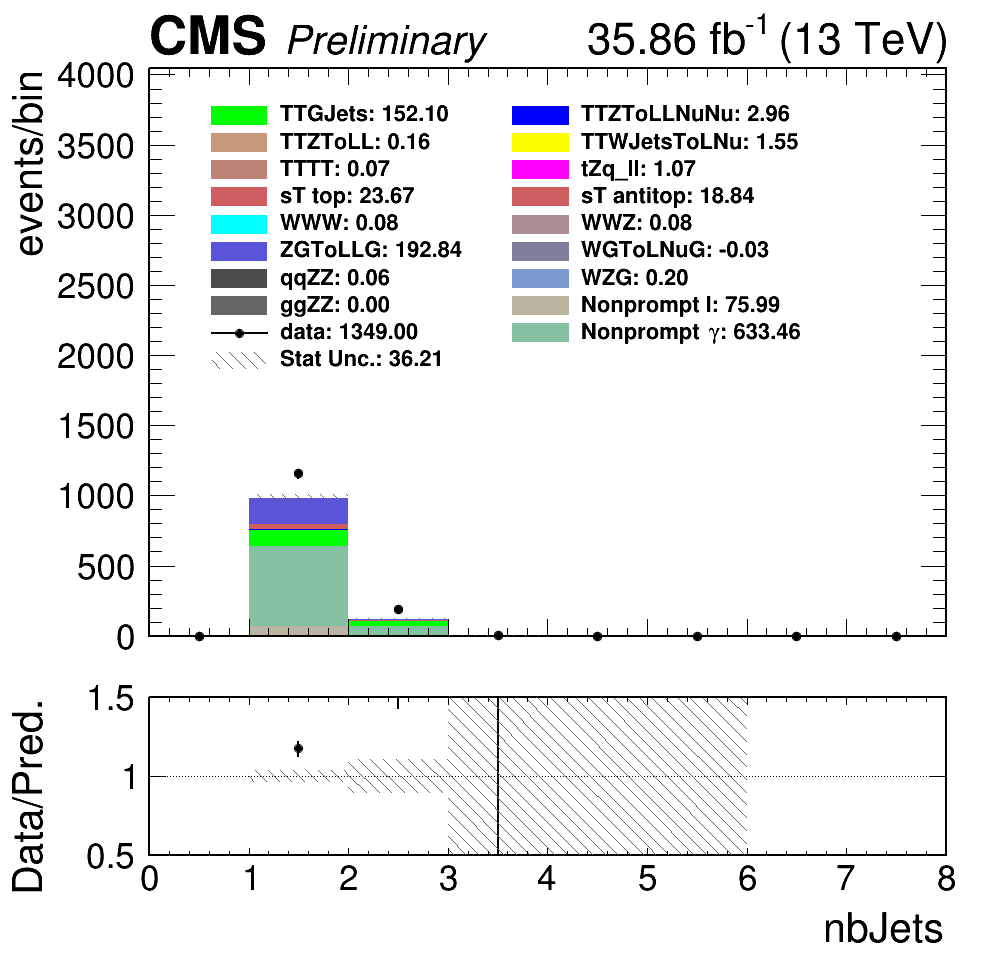 CMS Preliminary 35.86 fb-1 (13 TeV)
events/bin
4000
3500
3000
2500
2000
1500
1000
500
0
TTGJets: 152.10
TTZToLL: 0.16
TTTT: 0.07
sT top: 23.67
WWW: 0.08
ZGToLLG: 192.84
qqZZ: 0.06
ggZZ: 0.00
data: 1349.00
Stat Unc.: 36.21
TTZToLLNuNu: 2.96
TTWJetsToLNu: 1.55
tZq_ll: 1.07
sT antitop: 18.84
WWZ: 0.08
WGToLNuG: -0.03
WZG: 0.20
Nonprompt l: 75.99
Nonprompt γ: 633.46
Data/Pred.
1.5
1
0.5
0 1 2 3 4 5 6 7 8
nbJets